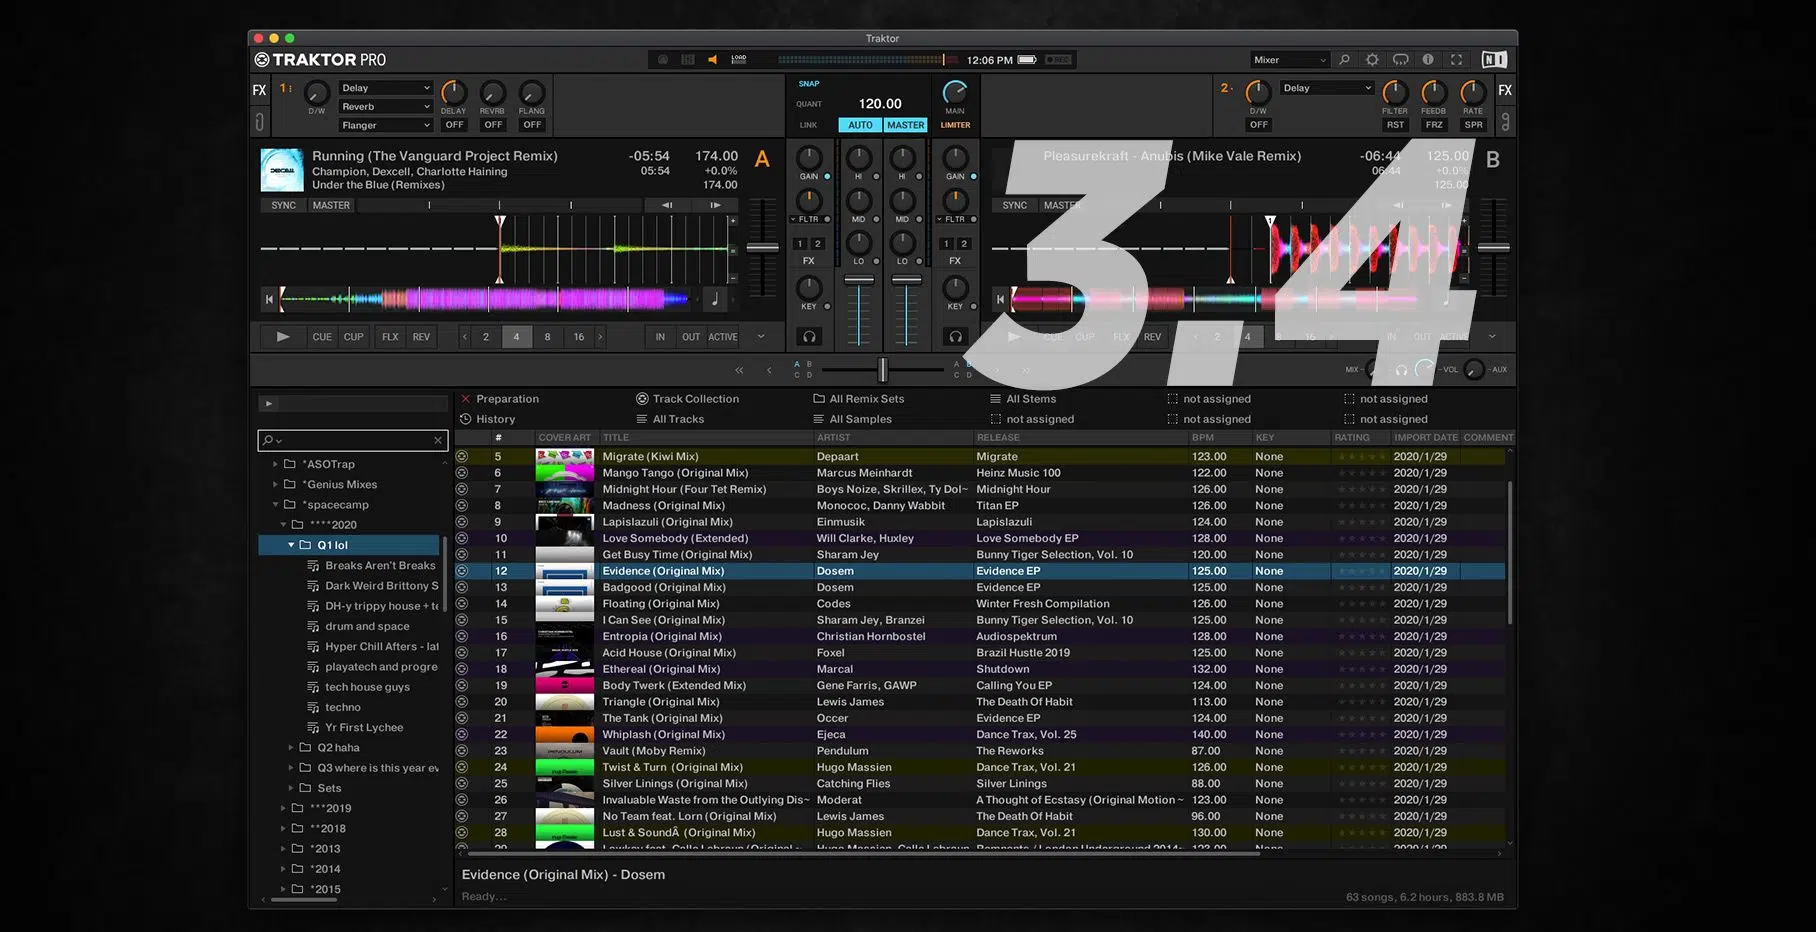 Traktor
TRAKTOR PRO
LOAD
12:06 PM
REC
Mixer
NI
FX
1
D/W
Delay
Reverb
Flanger
DELAY
REVRB
FLANG
OFF
OFF
OFF
SNAP
QUANT
LINK
120.00
AUTO
MASTER
MAIN
LIMITER
2
D/W
OFF
Delay
FILTER
FEEDB
RATE
RST
FRZ
SPR
FX
3.4
Running (The Vanguard Project Remix)
-05:54
174.00
A
Champion, Dexcell, Charlotte Haining
05:54
+0.0%
Under the Blue (Remixes)
174.00
SYNC
MASTER
GAIN
HI
HI
GAIN
FLTR
MID
MID
FLTR
1 2
1 2
FX
LO
LO
FX
KEY
KEY
Pleasurekraft - Anubis (Mike Vale Remix)
-06:44
125.00
B
06:44
+0.0%
125.00
SYNC
MASTER
CUE
CUP
FLX
REV
2
4
8
16
IN
OUT
ACTIVE
CUE
CUP
FLX
REV
2
4
8
16
IN
OUT
ACTIVE
A B
C D
A B
C D
MIX
VOL
AUX
Preparation
Track Collection
All Remix Sets
All Stems
not assigned
not assigned
History
All Tracks
All Samples
not assigned
not assigned
not assigned
*ASOTrap
*Genius Mixes
*spacecamp
****2020
Q1 lol
Breaks Aren't Breaks
Dark Weird Brittony S
DH-y trippy house + te
drum and space
Hyper Chill Afters - lat
playatech and progre
tech house guys
techno
Yr First Lychee
Q2 haha
Q3 where is this year ev
Sets
***2019
**2018
*2013
*2014
*2015
# COVER ART TITLE ARTIST RELEASE BPM KEY RATING IMPORT DATE COMMENT
5 Migrate (Kiwi Mix) Depaart Migrate 123.00 None 2020/1/29
6 Mango Tango (Original Mix) Marcus Meinhardt Heinz Music 100 122.00 None 2020/1/29
7 Midnight Hour (Four Tet Remix) Boys Noize, Skrillex, Ty Dol~ Midnight Hour 126.00 None 2020/1/29
8 Madness (Original Mix) Monococ, Danny Wabbit Titan EP 126.00 None 2020/1/29
9 Lapislazuli (Original Mix) Einmusik Lapislazuli 124.00 None 2020/1/29
10 Love Somebody (Extended) Will Clarke, Huxley Love Somebody EP 128.00 None 2020/1/29
11 Get Busy Time (Original Mix) Sharam Jey Bunny Tiger Selection, Vol. 10 120.00 None 2020/1/29
12 Evidence (Original Mix) Dosem Evidence EP 125.00 None 2020/1/29
13 Badgood (Original Mix) Dosem Evidence EP 125.00 None 2020/1/29
14 Floating (Original Mix) Codes Winter Fresh Compilation 126.00 None 2020/1/29
15 I Can See (Original Mix) Sharam Jey, Branzei Bunny Tiger Selection, Vol. 10 125.00 None 2020/1/29
16 Entropia (Original Mix) Christian Hornbostel Audiospektrum 128.00 None 2020/1/29
17 Acid House (Original Mix) Foxel Brazil Hustle 2019 125.00 None 2020/1/29
18 Ethereal (Original Mix) Marcal Shutdown 132.00 None 2020/1/29
19 Body Twerk (Extended Mix) Gene Farris, GAWP Calling You EP 124.00 None 2020/1/29
20 Triangle (Original Mix) Lewis James The Death Of Habit 113.00 None 2020/1/29
21 The Tank (Original Mix) Occer Evidence EP 124.00 None 2020/1/29
22 Whiplash (Original Mix) Ejeca Dance Trax, Vol. 25 140.00 None 2020/1/29
23 Vault (Moby Remix) Pendulum The Reworks 87.00 None 2020/1/29
24 Twist & Turn (Original Mix) Hugo Massien Dance Trax, Vol. 21 126.00 None 2020/1/29
25 Silver Linings (Original Mix) Catching Flies Silver Linings 88.00 None 2020/1/29
26 Invaluable Waste from the Outlying Dis~ Moderat A Thought of Ecstasy (Original Motion ~ 123.00 None 2020/1/29
27 No Team feat. Lorn (Original Mix) Lewis James The Death Of Habit 96.00 None 2020/1/29
28 Lust & SoundÂ (Original Mix) Hugo Massien Dance Trax, Vol. 21 130.00 None 2020/1/29
Evidence (Original Mix) - Dosem
Ready...
63 songs, 6.2 hours, 883.8 MB